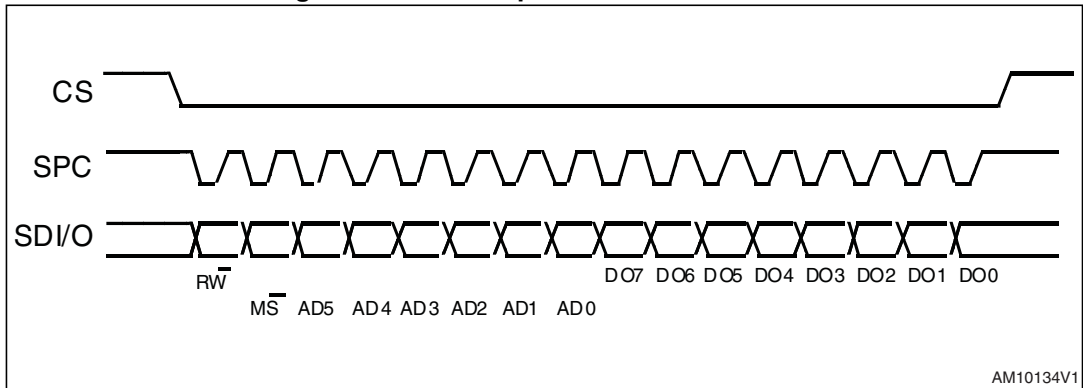 CS
SPC
SDI/O
RW
DO7 DO6 DO5 DO4 DO3 DO2 DO1 DO0
MS AD5 AD4 AD3 AD2 AD1 AD0
AM10134V1